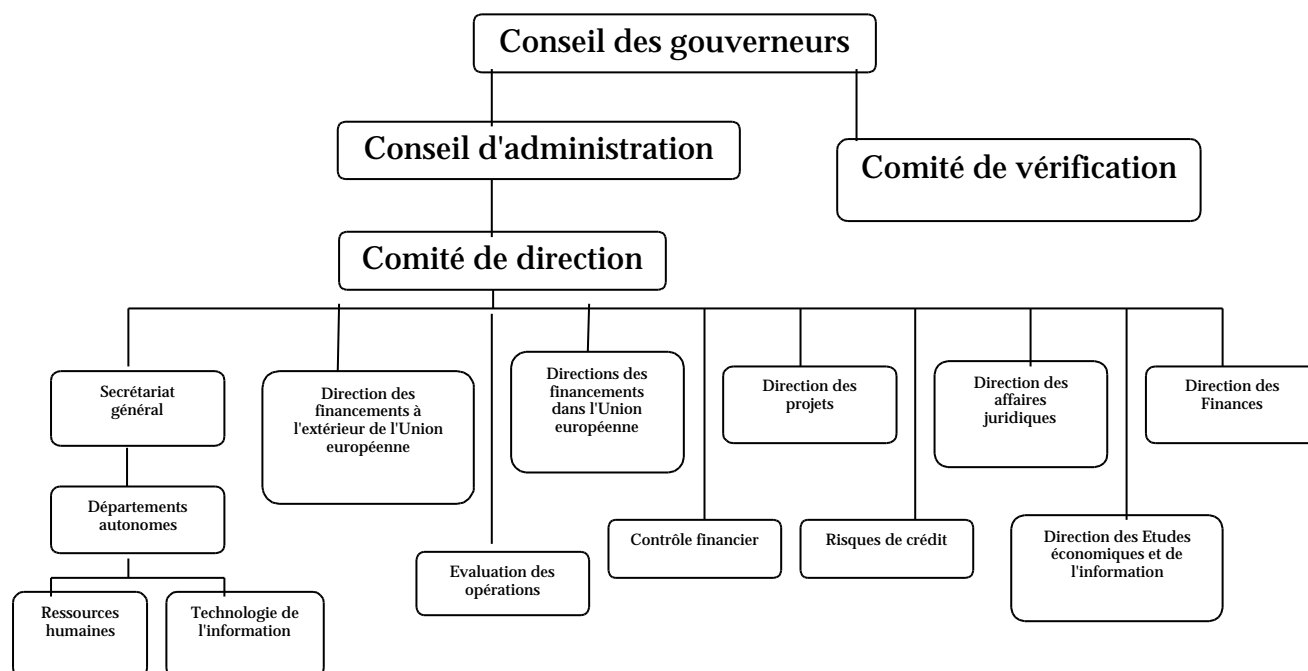 Conseil des gouverneurs
Conseil d'administration
Comité de vérification
Comité de direction
Secrétariat
général
Direction des
financements à
l'extérieur de l'Union
européenne
Directions des
financements
dans l'Union
européenne
Direction des
projets
Direction des
affaires
juridiques
Direction des
Finances
Départements
autonomes
Contrôle financier
Risques de crédit
Direction des Etudes
économiques et de
l'information
Evaluation des
opérations
Ressources
humaines
Technologie de
l'information